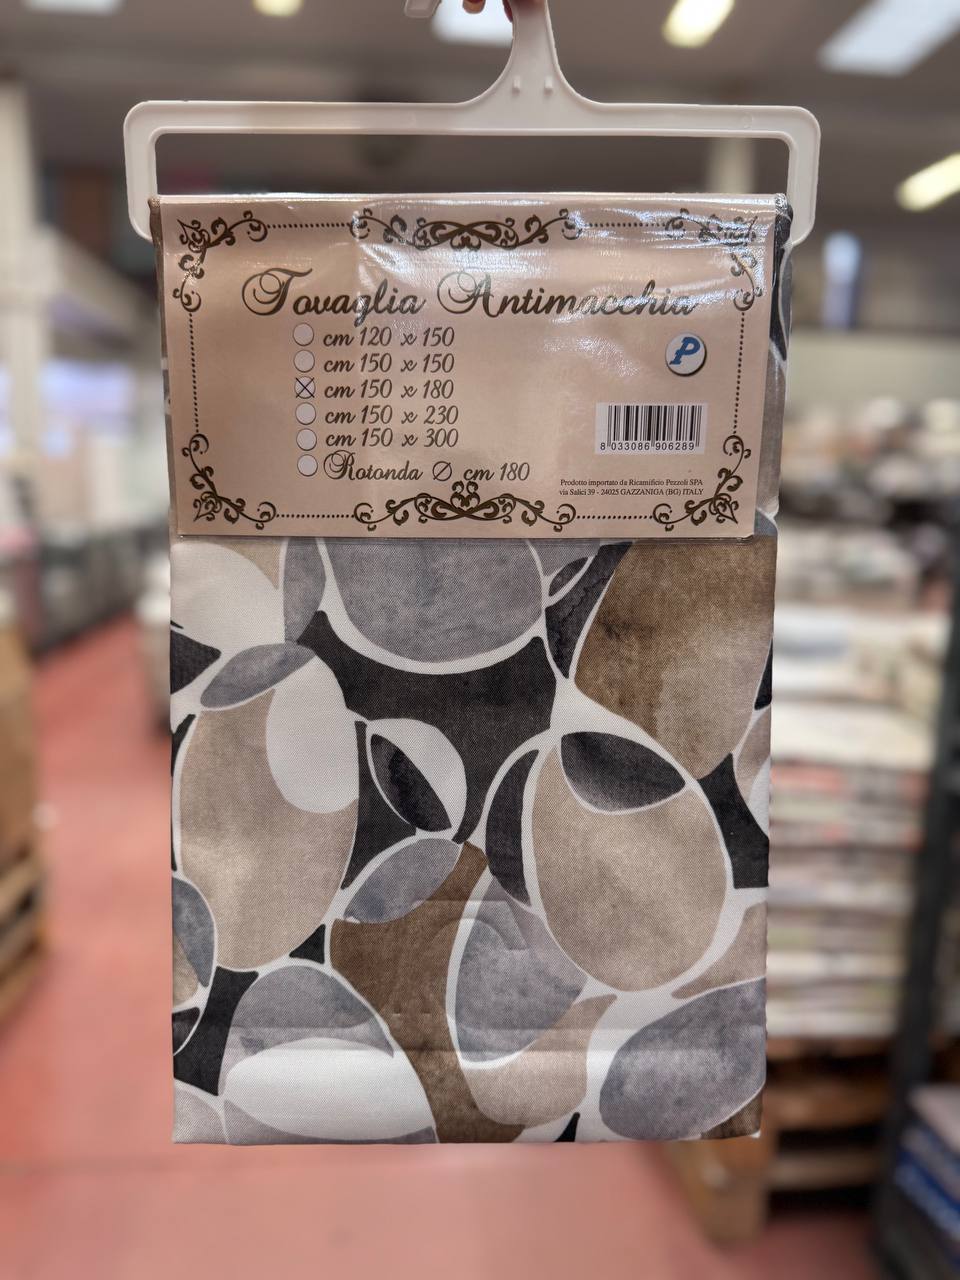 Tovaglia Antimacchia
cm 120 x 150
cm 150 x 150
cm 150 x 180
cm 150 x 230
cm 150 x 300
Rotonda Ø cm 180
P
8 033086 906289
Prodotto importato da Ricamificio Pezzoli SPA
via Salici 39 - 24025 GAZZANIGA (BG) ITALY